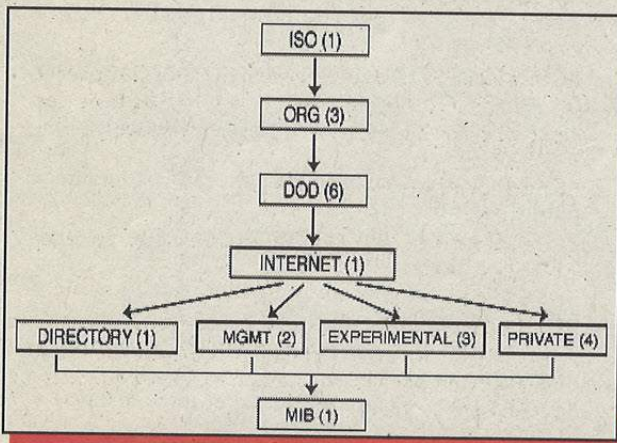 ISO (1)
ORG (3)
DOD (6)
INTERNET (1)
DIRECTORY (1) MGMT (2) EXPERIMENTAL (3) PRIVATE (4)
MIB (1)